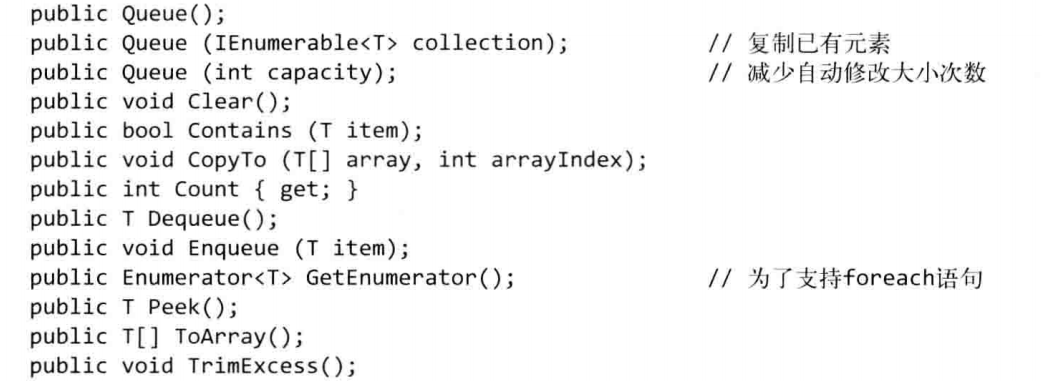 public Queue();
public Queue (IEnumerable<T> collection); // 复制已有元素
public Queue (int capacity); // 减少自动修改大小次数
public void Clear();
public bool Contains (T item);
public void CopyTo (T[] array, int arrayIndex);
public int Count { get; }
public T Dequeue();
public void Enqueue (T item);
public Enumerator<T> GetEnumerator(); // 为了支持foreach语句
public T Peek();
public T[] ToArray();
public void TrimExcess();